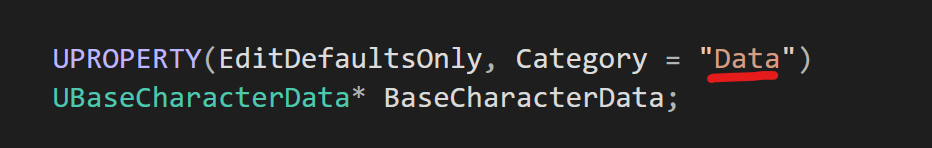 UPROPERTY(EditDefaultsOnly, Category = "Data")
UBaseCharacterData* BaseCharacterData;